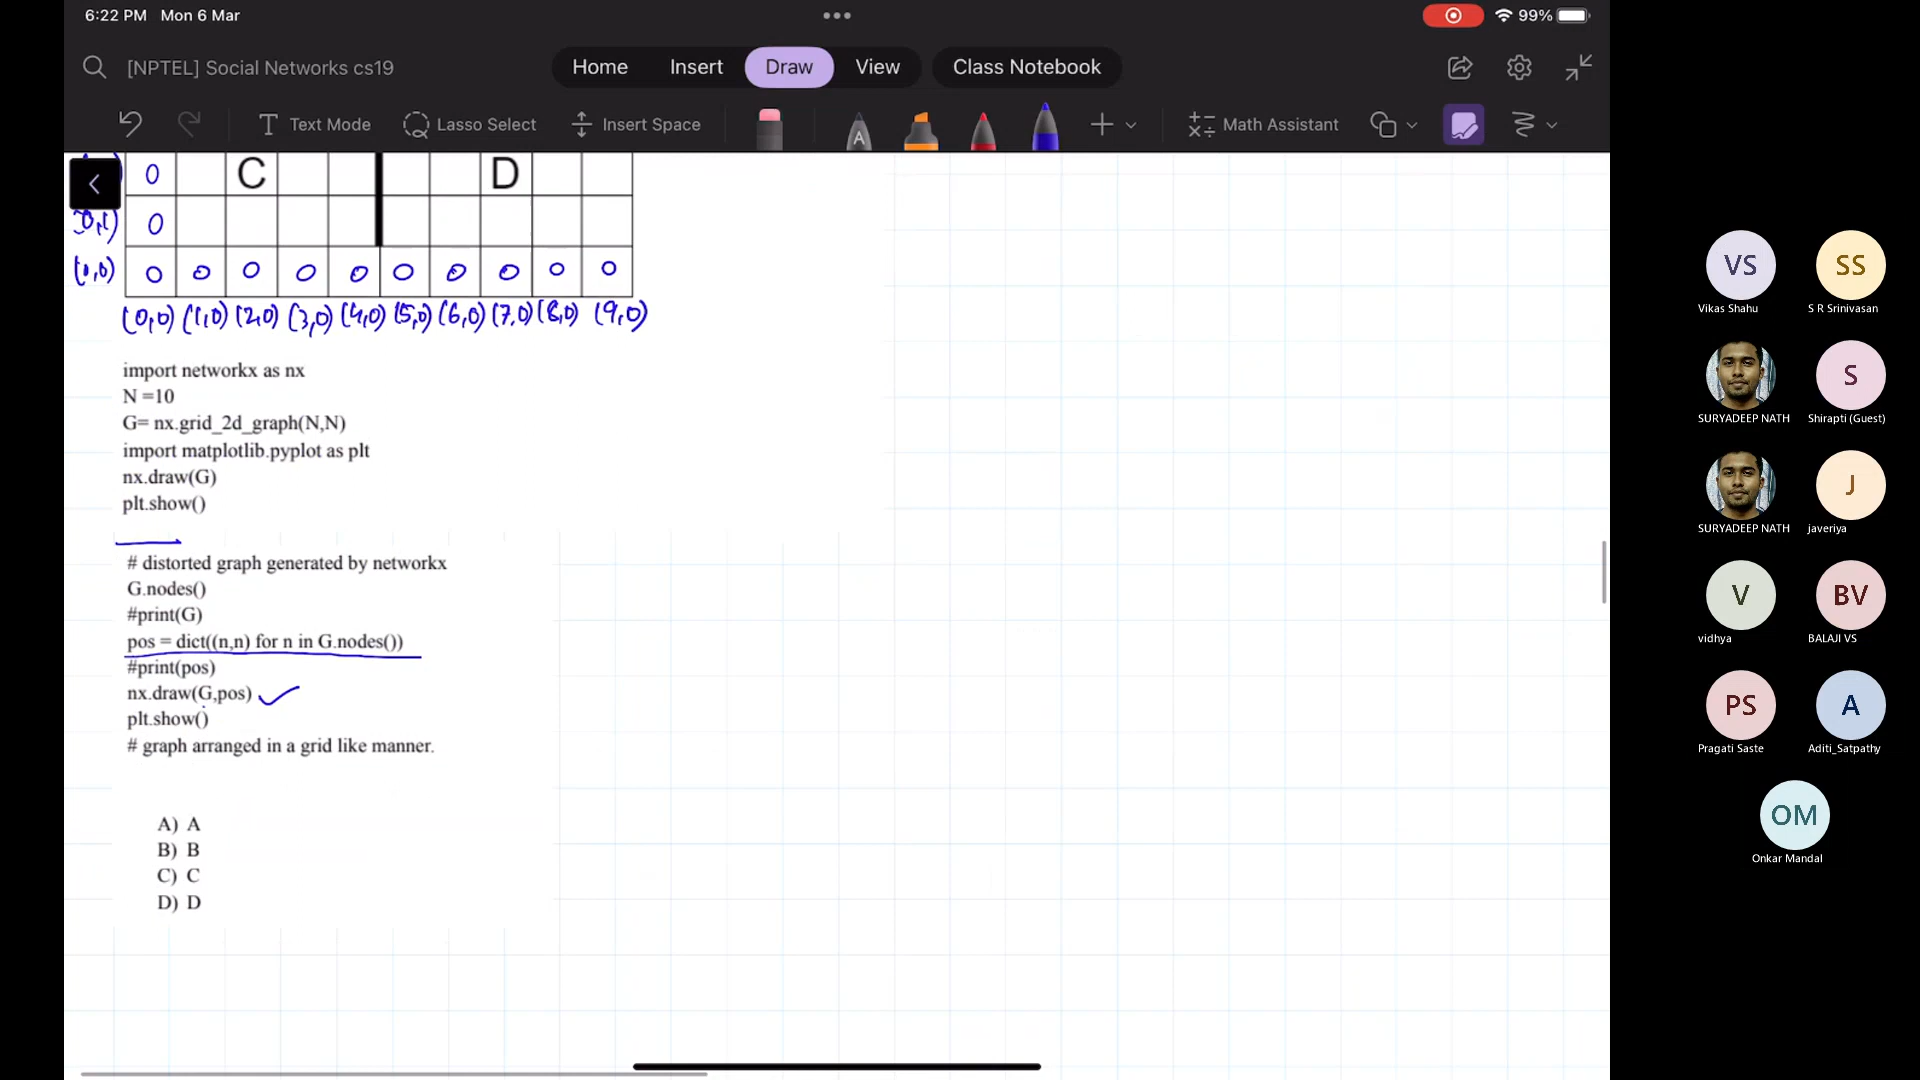 6:22 PM Mon 6 Mar
99%
[NPTEL] Social Networks cs19
Home Insert Draw View Class Notebook
Text Mode Lasso Select Insert Space A Math Assistant
0 C D
0
(0,0) 0 0 0 0 0 0 0 0 0 0
(0,0) (1,0) (2,0) (3,0) (4,0) (5,0) (6,0) (7,0) (8,0) (9,0)
import networkx as nx
N =10
G= nx.grid_2d_graph(N,N)
import matplotlib.pyplot as plt
nx.draw(G)
plt.show()
# distorted graph generated by networkx
G.nodes()
#print(G)
pos = dict((n,n) for n in G.nodes())
#print(pos)
nx.draw(G,pos)
plt.show()
# graph arranged in a grid like manner.
A) A
B) B
C) C
D) D
VS SS
Vikas Shahu S R Srinivasan
S
SURYADEEP NATH Shirapti (Guest)
J
SURYADEEP NATH javeriya
V BV
vidhya BALAJI VS
PS A
Pragati Saste Aditi_Satpathy
OM
Onkar Mandal